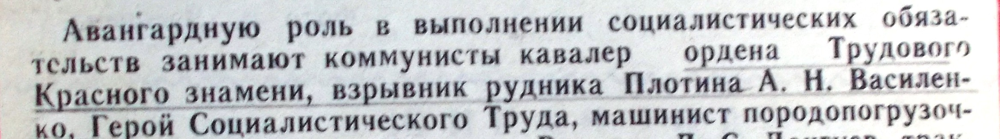 Авангардную роль в выполнении социалистических обяза-
тельств занимают коммунисты кавалер ордена Трудового
Красного знамени, взрывник рудника Плотина А. Н. Василен-
ко, Герой Социалистического Труда, машинист породопогрузоч-